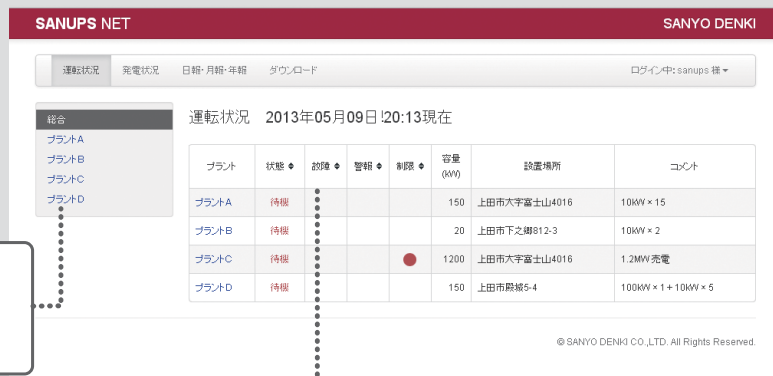 SANUPS NET SANYO DENKI
運転状況 発電状況 日報・月報・年報 ダウンロード ログイン中: sanups 様
総合
プラントA
プラントB
プラントC
プラントD
運転状況 2013年05月09日 20:13現在
プラント 状態 故障 警報 制限 容量(kW) 設置場所 コメント
プラントA 待機 150 上田市大字富士山4016 10kW × 15
プラントB 待機 20 上田市下之郷812-3 10kW × 2
プラントC 待機 1200 上田市大字富士山4016 1.2MW 売電
プラントD 待機 150 上田市殿城5-4 100kW × 1 + 10kW × 5
© SANYO DENKI CO.,LTD. All Rights Reserved.